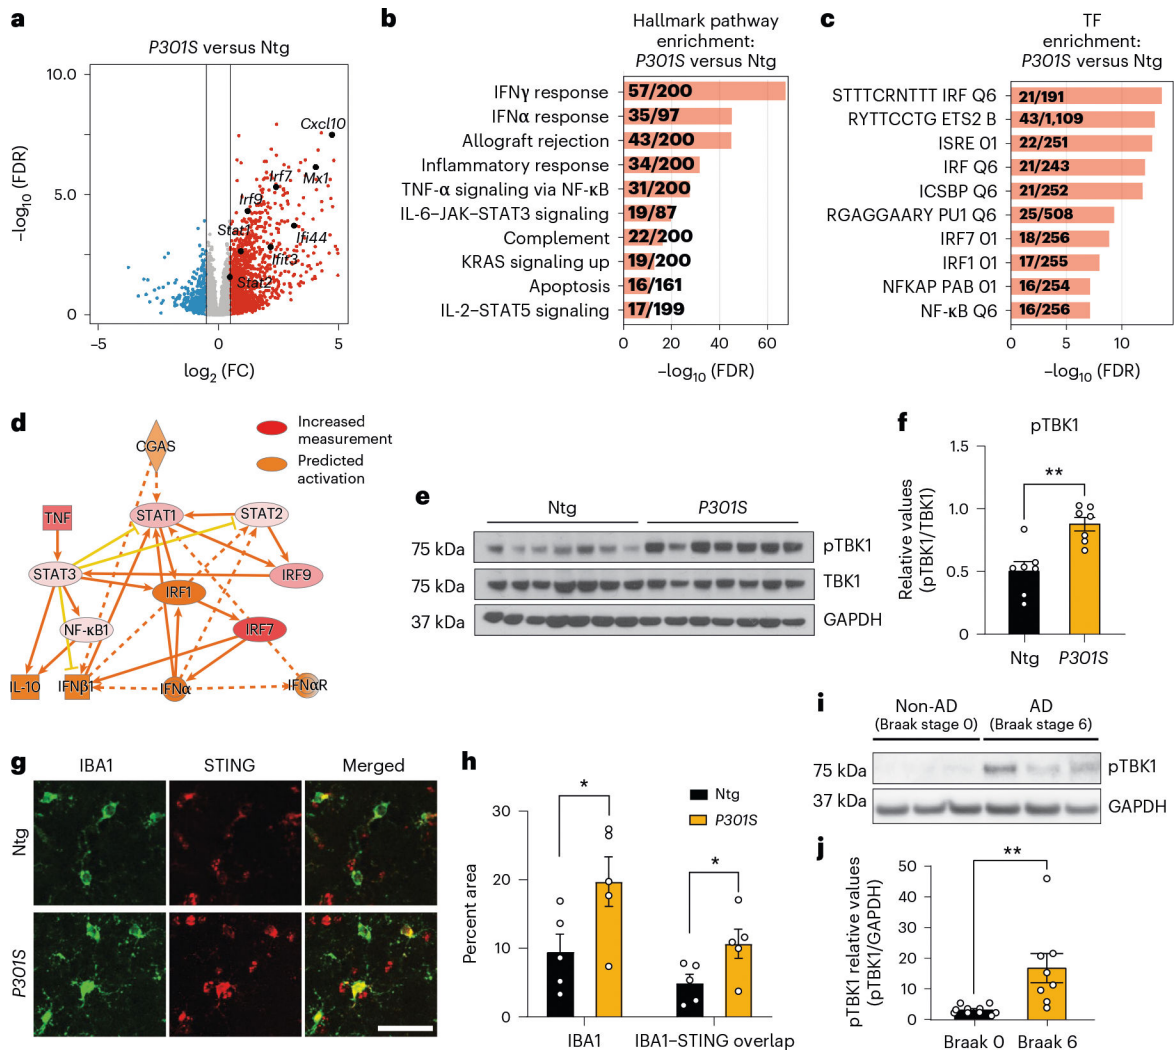 a
P301S versus Ntg
10.0
5.0
0
−log10 (FDR)
Cxcl10
Irf7
Mx1
Irf9
Stat1
Ifi44
Ifit3
Stat2
−5
0
5
log2 (FC)
b
Hallmark pathway
enrichment:
P301S versus Ntg
IFNγ response
57/200
IFNα response
35/97
Allograft rejection
43/200
Inflammatory response
34/200
TNF-α signaling via NF-κB
31/200
IL-6–JAK–STAT3 signaling
19/87
Complement
22/200
KRAS signaling up
19/200
Apoptosis
16/161
IL-2–STAT5 signaling
17/199
0
20
40
60
−log10 (FDR)
c
TF
enrichment:
P301S versus Ntg
STTTCRNTTT IRF Q6
21/191
RYTTCCTG ETS2 B
43/1,109
ISRE 01
22/251
IRF Q6
21/243
ICSBP Q6
21/252
RGAGGAARY PU1 Q6
25/508
IRF7 01
18/256
IRF1 01
17/255
NFKAP PAB 01
16/254
NF-κB Q6
16/256
0
5
10
−log10 (FDR)
d
Increased
measurement
Predicted
activation
CGAS
TNF
STAT1
STAT2
STAT3
IRF9
IRF1
NF-κB1
IRF7
IL-10
IFNβ1
IFNα
IFNαR
e
Ntg
P301S
75 kDa
pTBK1
75 kDa
TBK1
37 kDa
GAPDH
f
pTBK1
1.5
1.0
0.5
0
Relative values
(pTBK1/TBK1)
**
Ntg
P301S
g
IBA1
STING
Merged
Ntg
P301S
h
Ntg
P301S
30
20
10
0
Percent area
*
*
IBA1
IBA1–STING overlap
i
Non-AD
(Braak stage 0)
AD
(Braak stage 6)
75 kDa
pTBK1
37 kDa
GAPDH
j
50
40
30
20
10
0
pTBK1 relative values
(pTBK1/GAPDH)
**
Braak 0
Braak 6